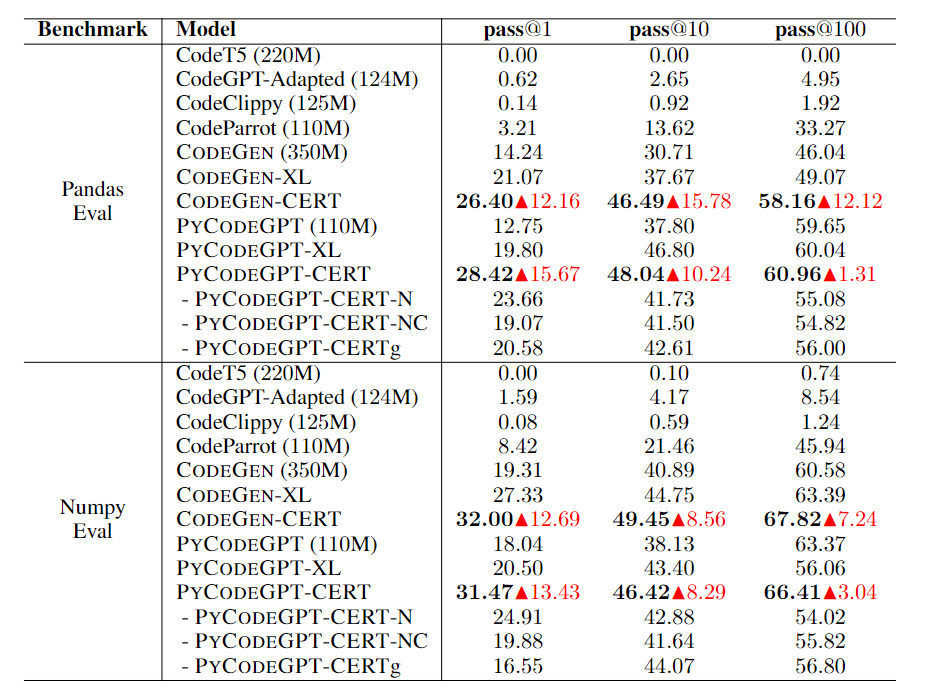 Benchmark Model pass@1 pass@10 pass@100
CodeT5 (220M) 0.00 0.00 0.00
CodeGPT-Adapted (124M) 0.62 2.65 4.95
CodeClippy (125M) 0.14 0.92 1.92
CodeParrot (110M) 3.21 13.62 33.27
CODEGEN (350M) 14.24 30.71 46.04
Pandas
Eval
CODEGEN-XL 21.07 37.67 49.07
CODEGEN-CERT 26.40▲12.16 46.49▲15.78 58.16▲12.12
PYCODEGPT (110M) 12.75 37.80 59.65
PYCODEGPT-XL 19.80 46.80 60.04
PYCODEGPT-CERT 28.42▲15.67 48.04▲10.24 60.96▲1.31
- PYCODEGPT-CERT-N 23.66 41.73 55.08
- PYCODEGPT-CERT-NC 19.07 41.50 54.82
- PYCODEGPT-CERTg 20.58 42.61 56.00
CodeT5 (220M) 0.00 0.10 0.74
CodeGPT-Adapted (124M) 1.59 4.17 8.54
CodeClippy (125M) 0.08 0.59 1.24
CodeParrot (110M) 8.42 21.46 45.94
CODEGEN (350M) 19.31 40.89 60.58
Numpy
Eval
CODEGEN-XL 27.33 44.75 63.39
CODEGEN-CERT 32.00▲12.69 49.45▲8.56 67.82▲7.24
PYCODEGPT (110M) 18.04 38.13 63.37
PYCODEGPT-XL 20.50 43.40 56.06
PYCODEGPT-CERT 31.47▲13.43 46.42▲8.29 66.41▲3.04
- PYCODEGPT-CERT-N 24.91 42.88 54.02
- PYCODEGPT-CERT-NC 19.88 41.64 55.82
- PYCODEGPT-CERTg 16.55 44.07 56.80